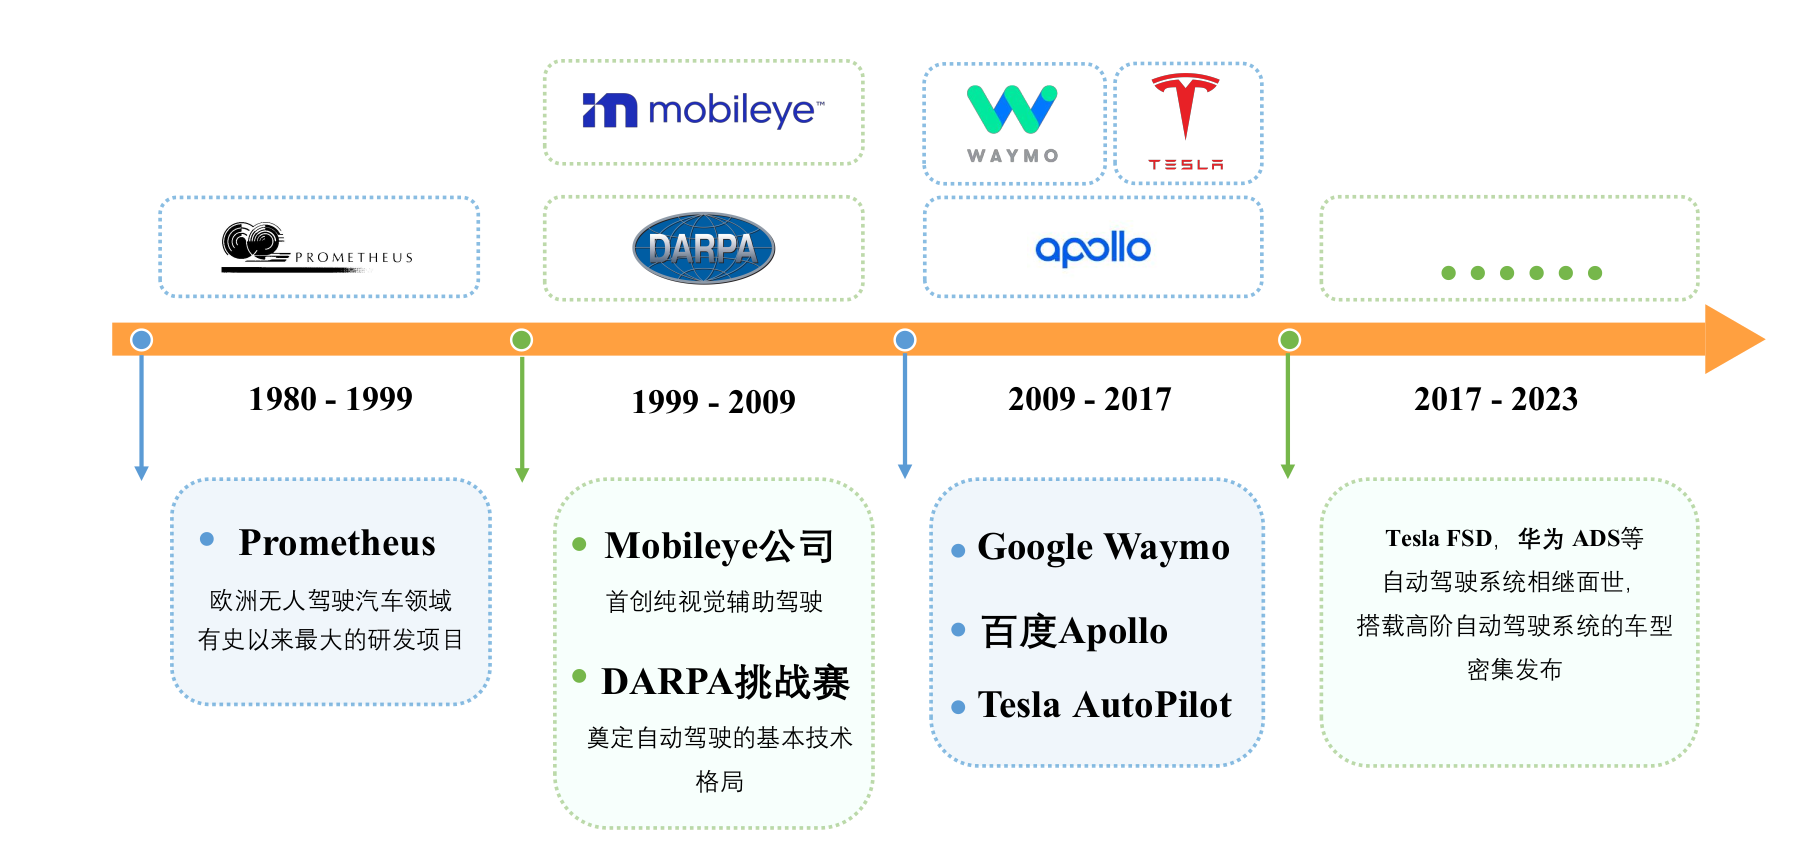 mobileye™
WAYMO
TESLA
PROMETHEUS
DARPA
apollo
1980 - 1999
1999 - 2009
2009 - 2017
2017 - 2023
Prometheus
欧洲无人驾驶汽车领域
有史以来最大的研发项目
Mobileye公司
首创纯视觉辅助驾驶
DARPA挑战赛
奠定自动驾驶的基本技术
格局
Google Waymo
百度Apollo
Tesla AutoPilot
Tesla FSD，华为 ADS等
自动驾驶系统相继面世,
搭载高阶自动驾驶系统的车型
密集发布